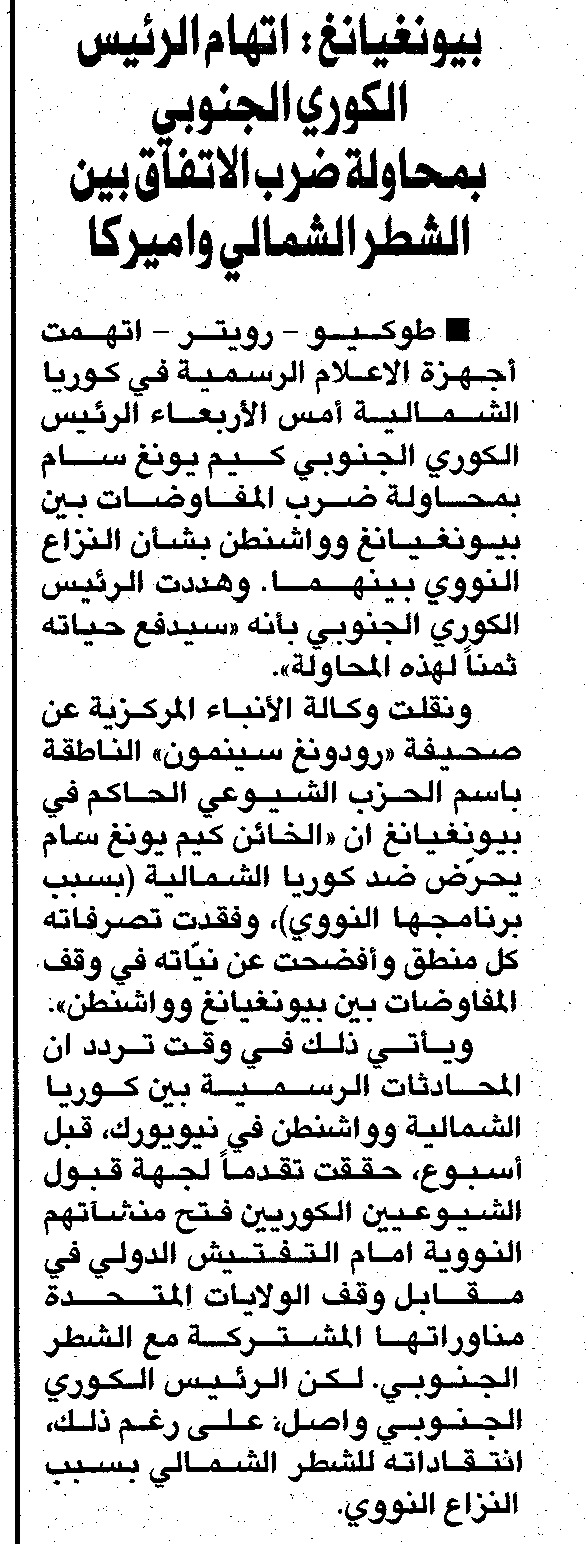 بيونغيانغ : اتهام الرئيس
الكوري الجنوبي
بمحاولة ضرب الاتفاق بين
الشطر الشمالي واميركا
■ طوكيو - رويتر - اتهمت
أجهزة الاعلام الرسمية في كوريا
الشمالية أمس الأربعاء الرئيس
الكوري الجنوبي كيم يونغ سام
بمحاولة ضرب المفاوضات بين
بيونغيانغ وواشنطن بشأن النزاع
النووي بينهما. وهددت الرئيس
الكوري الجنوبي بأنه «سيدفع حياته
ثمناً لهذه المحاولة».
ونقلت وكالة الأنباء المركزية عن
صحيفة «رودونغ سينمون» الناطقة
باسم الحزب الشيوعي الحاكم في
بيونغيانغ ان «الخائن كيم يونغ سام
يحرّض ضد كوريا الشمالية (بسبب
برنامجها النووي)، وفقدت تصرفاته
كل منطق وأفضحت عن نيّاته في وقف
المفاوضات بين بيونغيانغ وواشنطن».
ويأتي ذلك في وقت تردد ان
المحادثات الرسمية بين كوريا
الشمالية وواشنطن في نيويورك، قبل
أسبوع، حققت تقدماً لجهة قبول
الشيوعيين الكوريين فتح منشآتهم
النووية امام التفتيش الدولي في
مقابل وقف الولايات المتحدة
مناوراتها المشتركة مع الشطر
الجنوبي. لكن الرئيس الكوري
الجنوبي واصل، على رغم ذلك،
انتقاداته للشطر الشمالي بسبب
النزاع النووي.